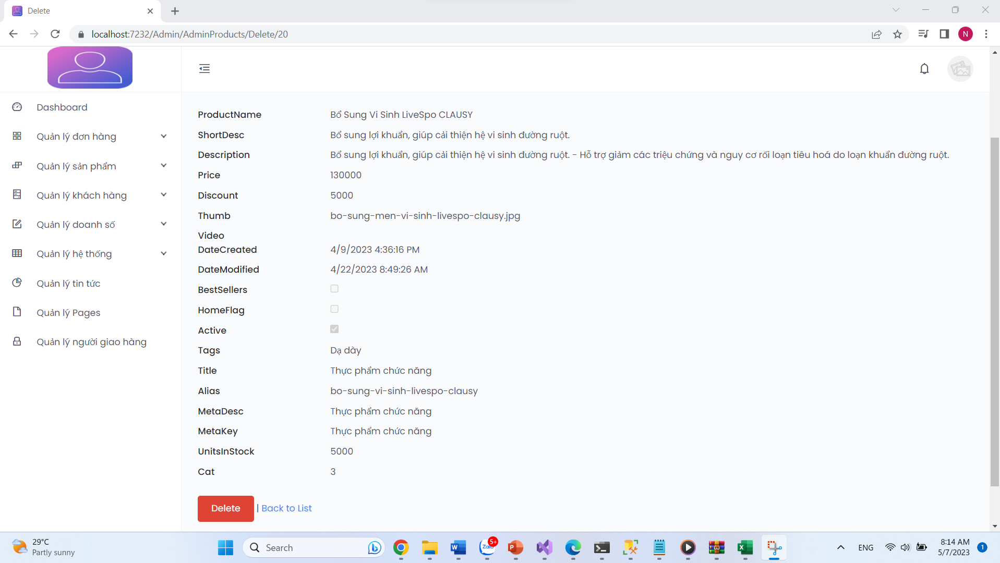 Delete
localhost:7232/Admin/AdminProducts/Delete/20
N
Dashboard
Quản lý đơn hàng
Quản lý sản phẩm
Quản lý khách hàng
Quản lý doanh số
Quản lý hệ thống
Quản lý tin tức
Quản lý Pages
Quản lý người giao hàng
ProductName Bổ Sung Vi Sinh LiveSpo CLAUSY
ShortDesc Bổ sung lợi khuẩn, giúp cải thiện hệ vi sinh đường ruột.
Description Bổ sung lợi khuẩn, giúp cải thiện hệ vi sinh đường ruột. - Hỗ trợ giảm các triệu chứng và nguy cơ rối loạn tiêu hoá do loạn khuẩn đường ruột.
Price 130000
Discount 5000
Thumb bo-sung-men-vi-sinh-livespo-clausy.jpg
Video
DateCreated 4/9/2023 4:36:16 PM
DateModified 4/22/2023 8:49:26 AM
BestSellers
HomeFlag
Active
Tags Dạ dày
Title Thực phẩm chức năng
Alias bo-sung-vi-sinh-livespo-clausy
MetaDesc Thực phẩm chức năng
MetaKey Thực phẩm chức năng
UnitsInStock 5000
Cat 3
Delete | Back to List
29°C
Partly sunny
Search
W
Zalo
5+
P
X
ENG
8:14 AM
5/7/2023
1